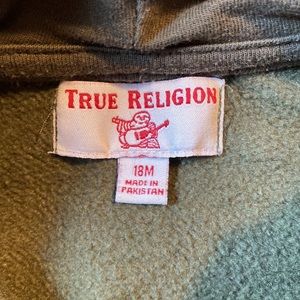 TRUE RELIGION
18M
MADE IN
PAKISTAN